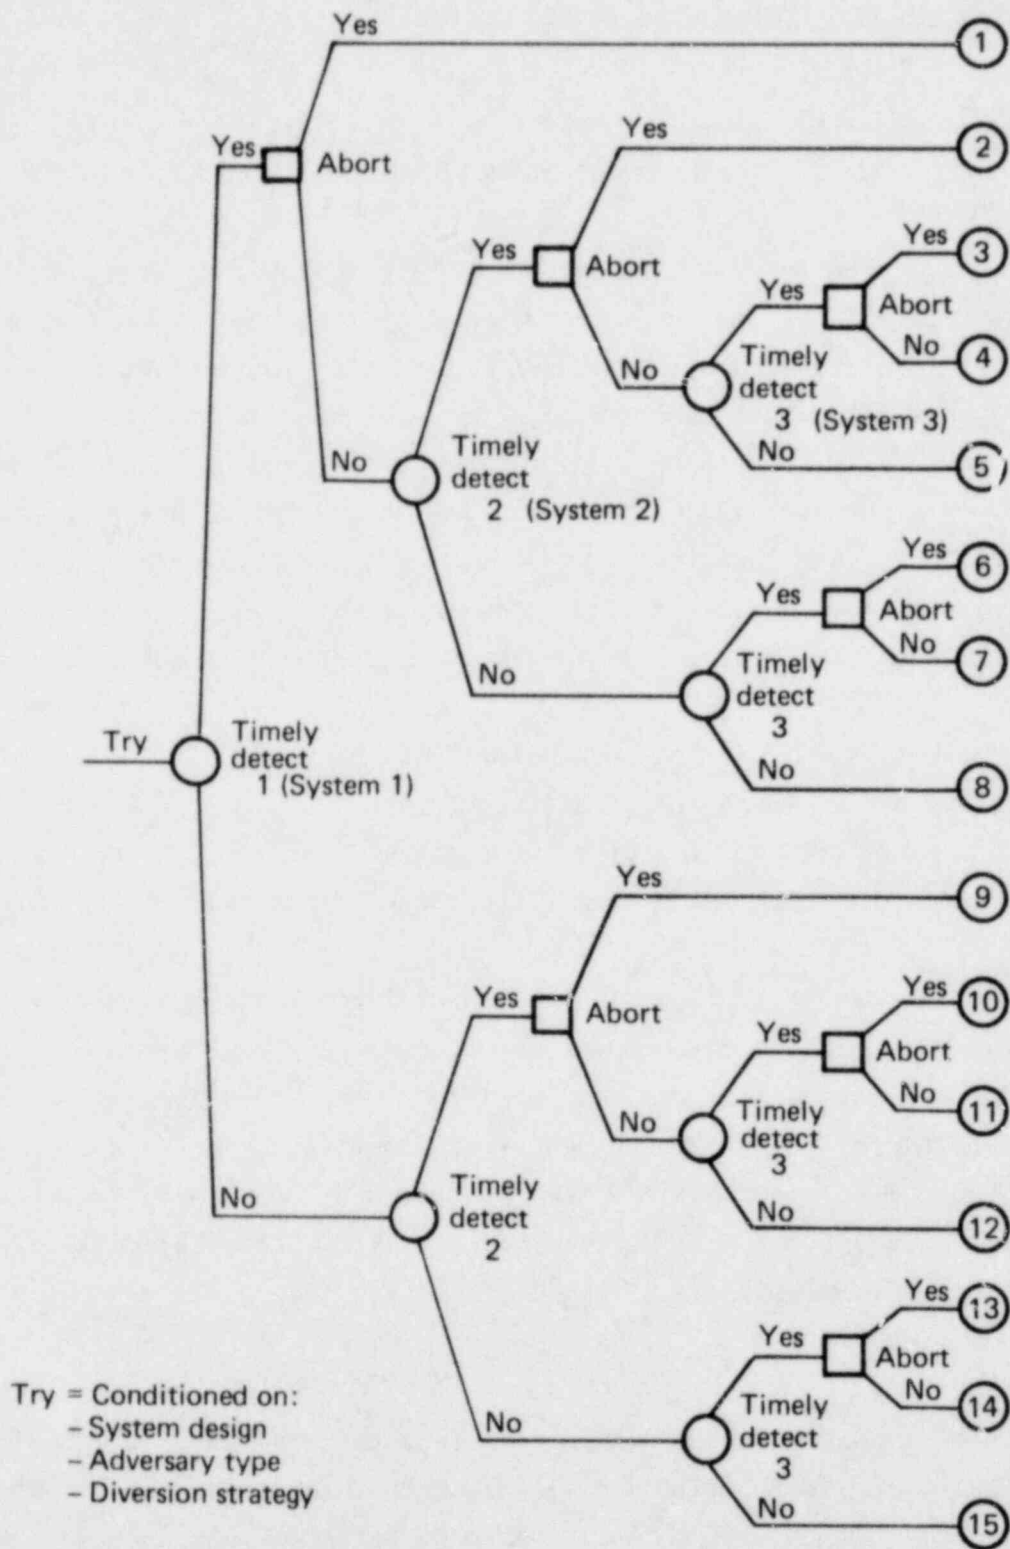 Yes
1
Yes
2
Yes Abort
Yes
3
Yes Abort
Yes Abort
No
4
No
Timely
detect
3 (System 3)
No
Timely
detect
2 (System 2)
No
5
Yes
6
Yes Abort
No
7
No
Timely
detect
3
Try
Timely
detect
1 (System 1)
No
8
Yes
9
Yes
10
Yes Abort
Yes Abort
No
11
No
Timely
detect
3
Timely
detect
2
No
No
12
Yes
13
Yes Abort
No
14
Try = Conditioned on:
- System design
- Adversary type
- Diversion strategy
No
Timely
detect
3
No
15